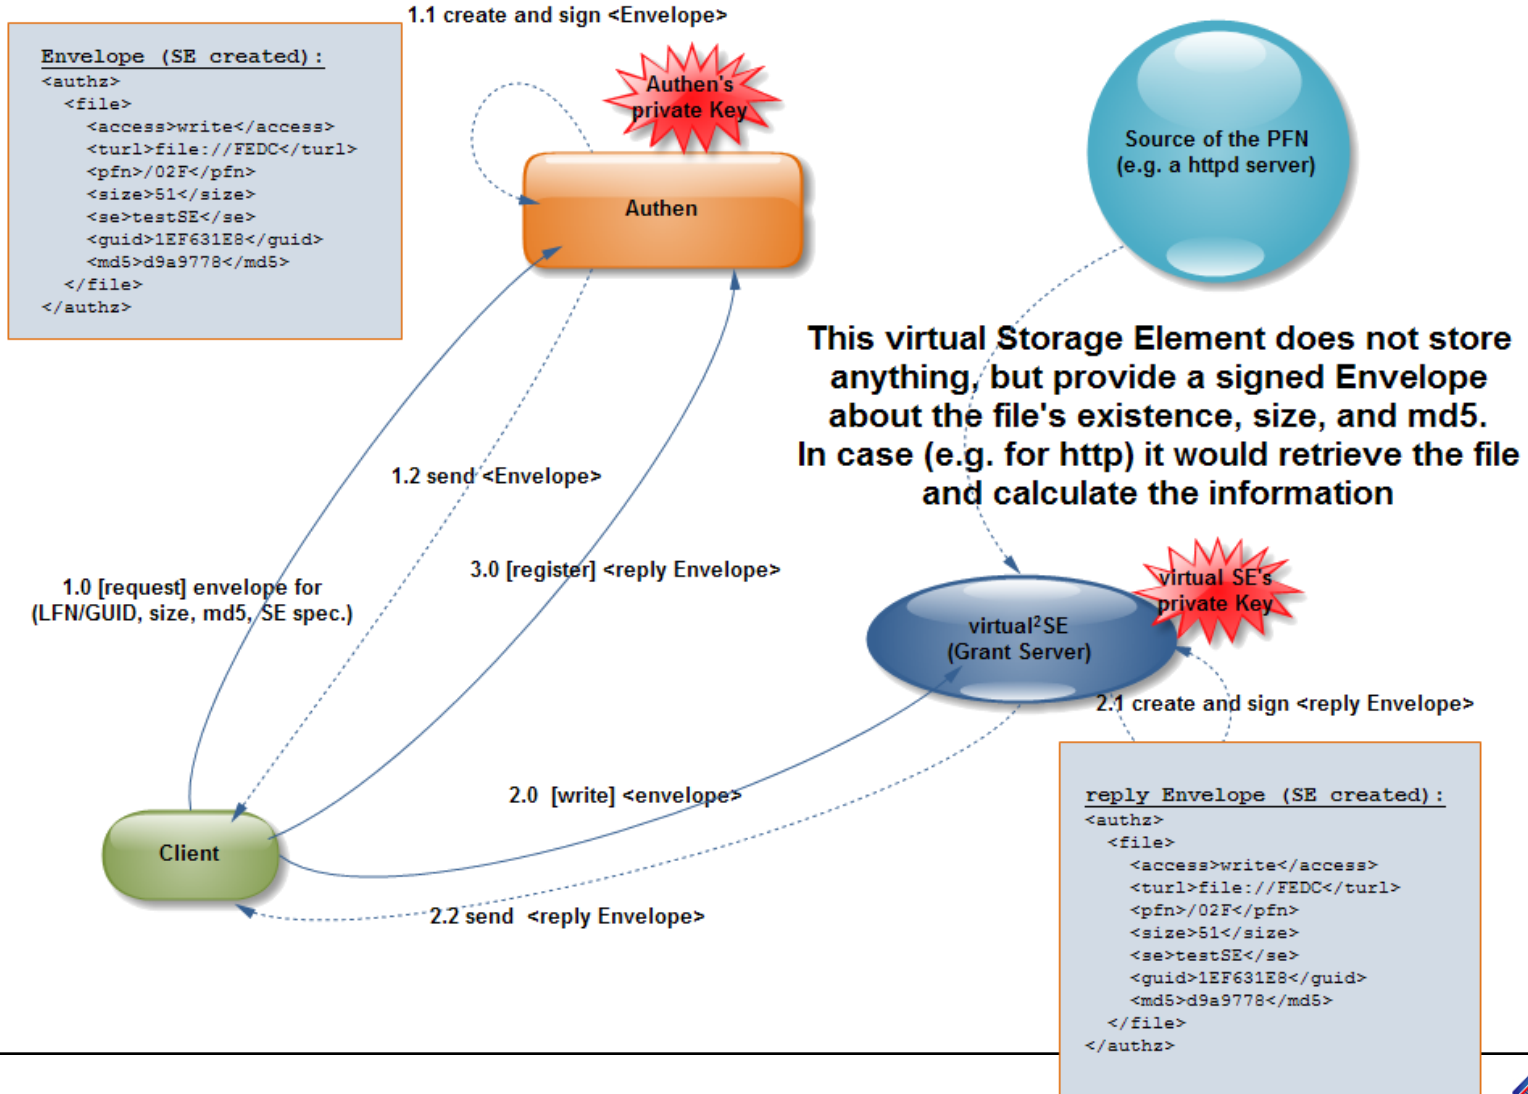 1.1 create and sign <Envelope>
Envelope (SE created):
<authz>
<file>
<access>write</access>
<turl>file://FEDC</turl>
<pfn>/02F</pfn>
<size>51</size>
<se>testSE</se>
<guid>1EF631E8</guid>
<md5>d9a9778</md5>
</file>
</authz>
Authen's
private Key
Authen
Source of the PFN
(e.g. a httpd server)
This virtual Storage Element does not store
anything, but provide a signed Envelope
about the file's existence, size, and md5.
In case (e.g. for http) it would retrieve the file
and calculate the information
1.2 send <Envelope>
3.0 [register] <reply Envelope>
1.0 [request] envelope for
(LFN/GUID, size, md5, SE spec.)
virtual SE's
private Key
virtual²SE
(Grant Server)
2.1 create and sign <reply Envelope>
2.0 [write] <envelope>
Client
2.2 send <reply Envelope>
reply Envelope (SE created):
<authz>
<file>
<access>write</access>
<turl>file://FEDC</turl>
<pfn>/02F</pfn>
<size>51</size>
<se>testSE</se>
<guid>1EF631E8</guid>
<md5>d9a9778</md5>
</file>
</authz>